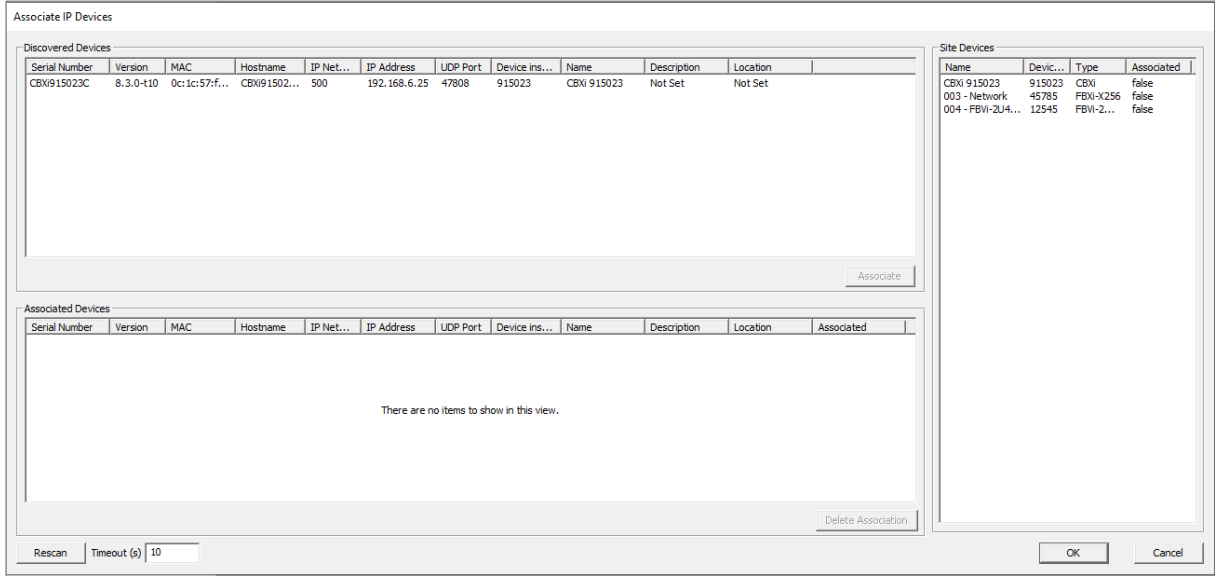 Associate IP Devices
Discovered Devices
Serial Number Version MAC Hostname IP Net... IP Address UDP Port Device ins... Name Description Location
CBXi915023C 8.3.0-t10 0c:1c:57:f... CBXi91502... 500 192.168.6.25 47808 915023 CBXi 915023 Not Set Not Set
Associate
Associated Devices
Serial Number Version MAC Hostname IP Net... IP Address UDP Port Device ins... Name Description Location Associated
There are no items to show in this view.
Delete Association
Rescan Timeout (s) 10
Site Devices
Name Devic... Type Associated
CBXi 915023 915023 CBXi false
003 - Network 45785 FBXi-X256 false
004 - FBVi-2U4... 12545 FBVi-2... false
OK Cancel